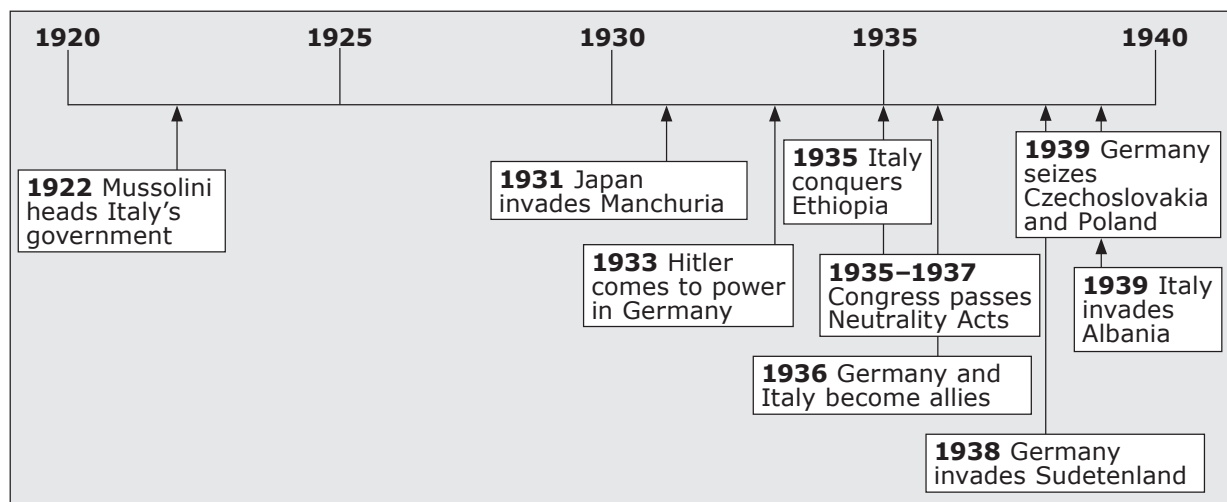 1920 1925 1930 1935 1940
1922 Mussolini
heads Italy’s
government
1931 Japan
invades Manchuria
1933 Hitler
comes to power
in Germany
1935 Italy
conquers
Ethiopia
1935–1937
Congress passes
Neutrality Acts
1936 Germany and
Italy become allies
1938 Germany
invades Sudetenland
1939 Germany
seizes
Czechoslovakia
and Poland
1939 Italy
invades
Albania